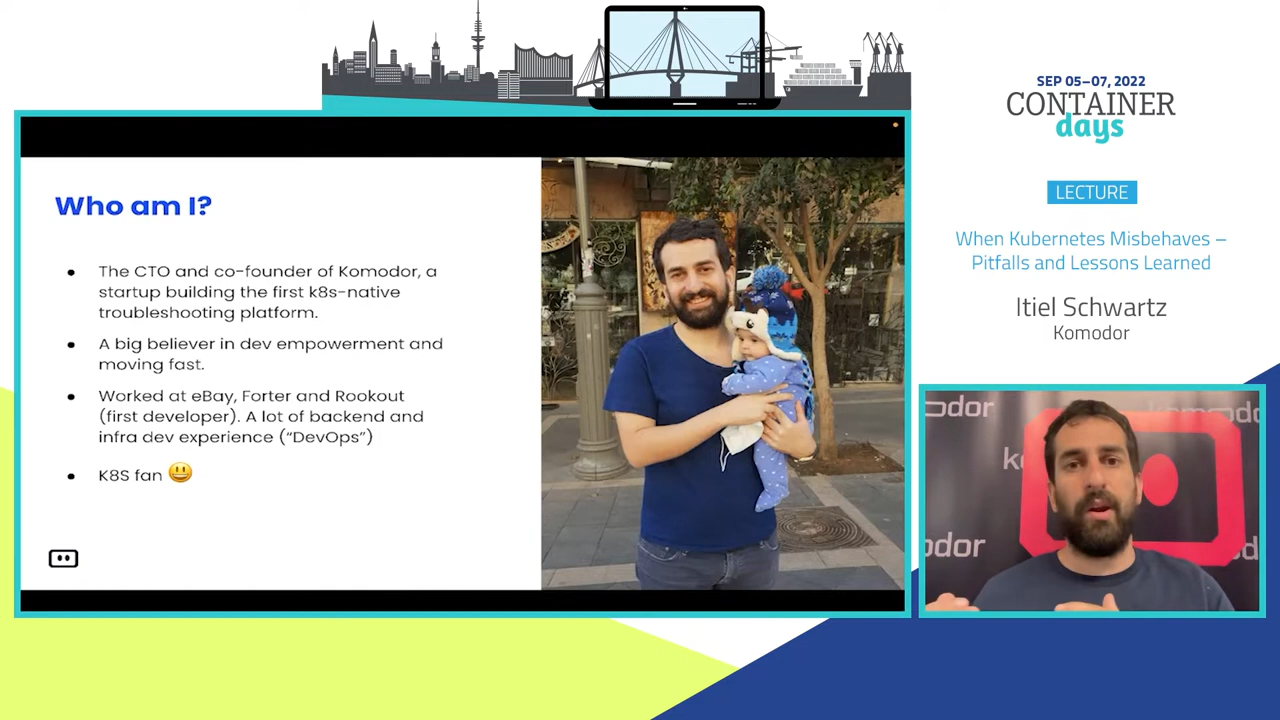 SEP 05–07, 2022
CONTAINER
days
LECTURE
When Kubernetes Misbehaves –
Pitfalls and Lessons Learned
Itiel Schwartz
Komodor
Who am I?
The CTO and co-founder of Komodor, a
startup building the first k8s-native
troubleshooting platform.
A big believer in dev empowerment and
moving fast.
Worked at eBay, Forter and Rookout
(first developer). A lot of backend and
infra dev experience (“DevOps”)
K8S fan 😃